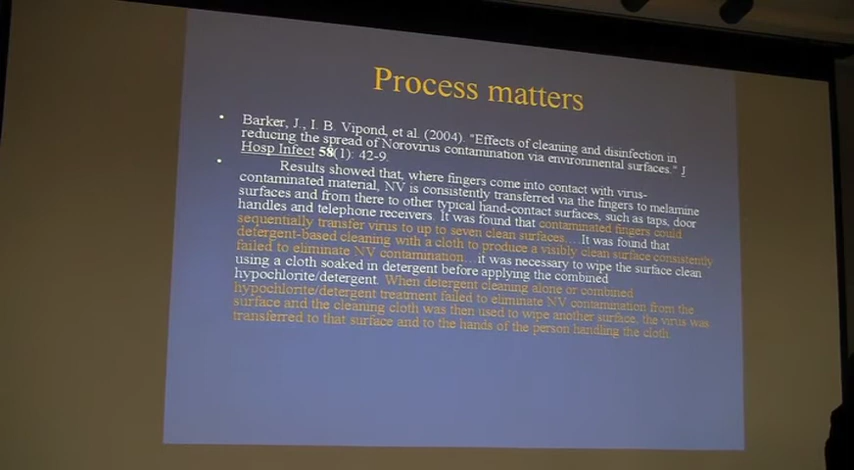 Process matters
• Barker, J., I. B. Vipond, et al. (2004). "Effects of cleaning and disinfection in
reducing the spread of Norovirus contamination via environmental surfaces." J
Hosp Infect 58(1): 42-9.
• Results showed that, where fingers come into contact with virus-
contaminated material, NV is consistently transferred via the fingers to melamine
surfaces and from there to other typical hand-contact surfaces, such as taps, door
handles and telephone receivers. It was found that contaminated fingers could
sequentially transfer virus to up to seven clean surfaces....It was found that
detergent-based cleaning with a cloth to produce a visibly clean surface consistently
failed to eliminate NV contamination...it was necessary to wipe the surface clean
using a cloth soaked in detergent before applying the combined
hypochlorite/detergent. When detergent cleaning alone or combined
hypochlorite/detergent treatment failed to eliminate NV contamination from the
surface and the cleaning cloth was then used to wipe another surface, the virus was
transferred to that surface and to the hands of the person handling the cloth.